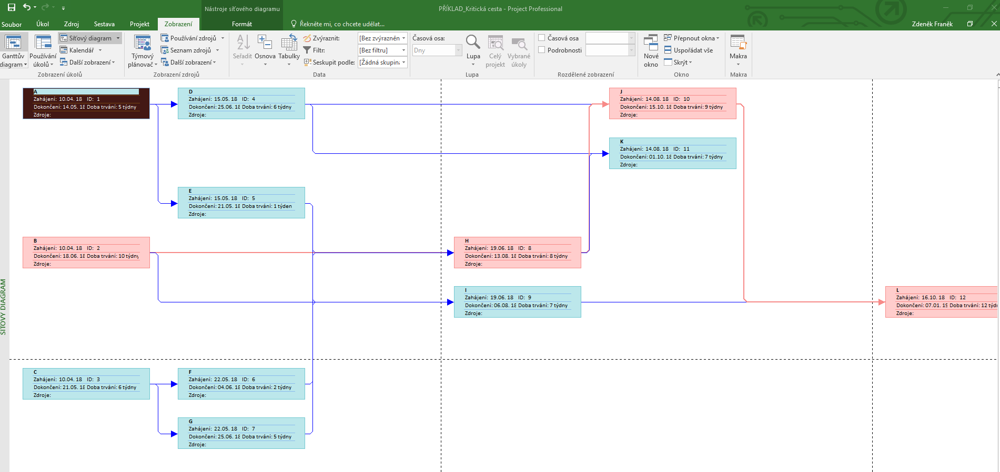 Nástroje síťového diagramu
PŘÍKLAD_Kritická cesta - Project Professional
Soubor Úkol Zdroj Sestava Projekt Zobrazení Formát Řekněte mi, co chcete udělat... Zdeněk Franěk
Ganttův diagram
Používání úkolů
Síťový diagram
Kalendář
Další zobrazení
Zobrazení úkolů
Týmový plánovač
Používání zdrojů
Seznam zdrojů
Další zobrazení
Zobrazení zdrojů
Seřadit
Osnova
Tabulky
Zvýraznit: [Bez zvýrazněn
Filtr: [Bez filtru]
Seskupit podle: [Žádná skupin
Data
Časová osa:
Dny
Lupa
Celý projekt
Vybrané úkoly
Lupa
Časová osa
Podrobnosti
Rozdělené zobrazení
Nové okno
Přepnout okna
Uspořádat vše
Skrýt
Okno
Makra
Makra
SÍŤOVÝ DIAGRAM
A
Zahájení: 10.04. 18 ID: 1
Dokončení: 14.05. 18 Doba trvání: 5 týdny
Zdroje:
D
Zahájení: 15.05. 18 ID: 4
Dokončení: 25.06. 18 Doba trvání: 6 týdny
Zdroje:
J
Zahájení: 14.08. 18 ID: 10
Dokončení: 15.10. 18 Doba trvání: 9 týdny
Zdroje:
K
Zahájení: 14.08. 18 ID: 11
Dokončení: 01.10. 18 Doba trvání: 7 týdny
Zdroje:
E
Zahájení: 15.05. 18 ID: 5
Dokončení: 21.05. 18 Doba trvání: 1 týden
Zdroje:
B
Zahájení: 10.04. 18 ID: 2
Dokončení: 18.06. 18 Doba trvání: 10 týdny
Zdroje:
H
Zahájení: 19.06. 18 ID: 8
Dokončení: 13.08. 18 Doba trvání: 8 týdny
Zdroje:
I
Zahájení: 19.06. 18 ID: 9
Dokončení: 06.08. 18 Doba trvání: 7 týdny
Zdroje:
L
Zahájení: 16.10. 18 ID: 12
Dokončení: 07.01. 19 Doba trvání: 12 týdn
Zdroje:
C
Zahájení: 10.04. 18 ID: 3
Dokončení: 21.05. 18 Doba trvání: 6 týdny
Zdroje:
F
Zahájení: 22.05. 18 ID: 6
Dokončení: 04.06. 18 Doba trvání: 2 týdny
Zdroje:
G
Zahájení: 22.05. 18 ID: 7
Dokončení: 25.06. 18 Doba trvání: 5 týdny
Zdroje: